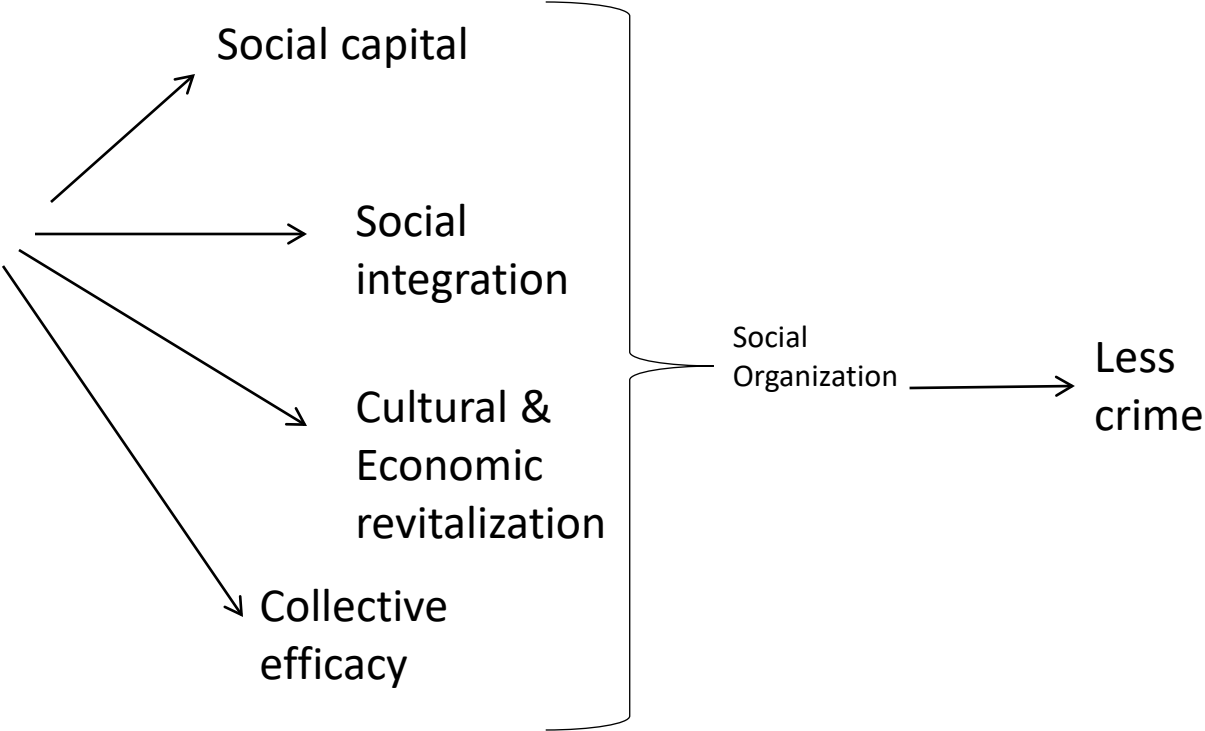 Social capital
Social
integration
Cultural &
Economic
revitalization
Collective
efficacy
Social
Organization
Less
crime